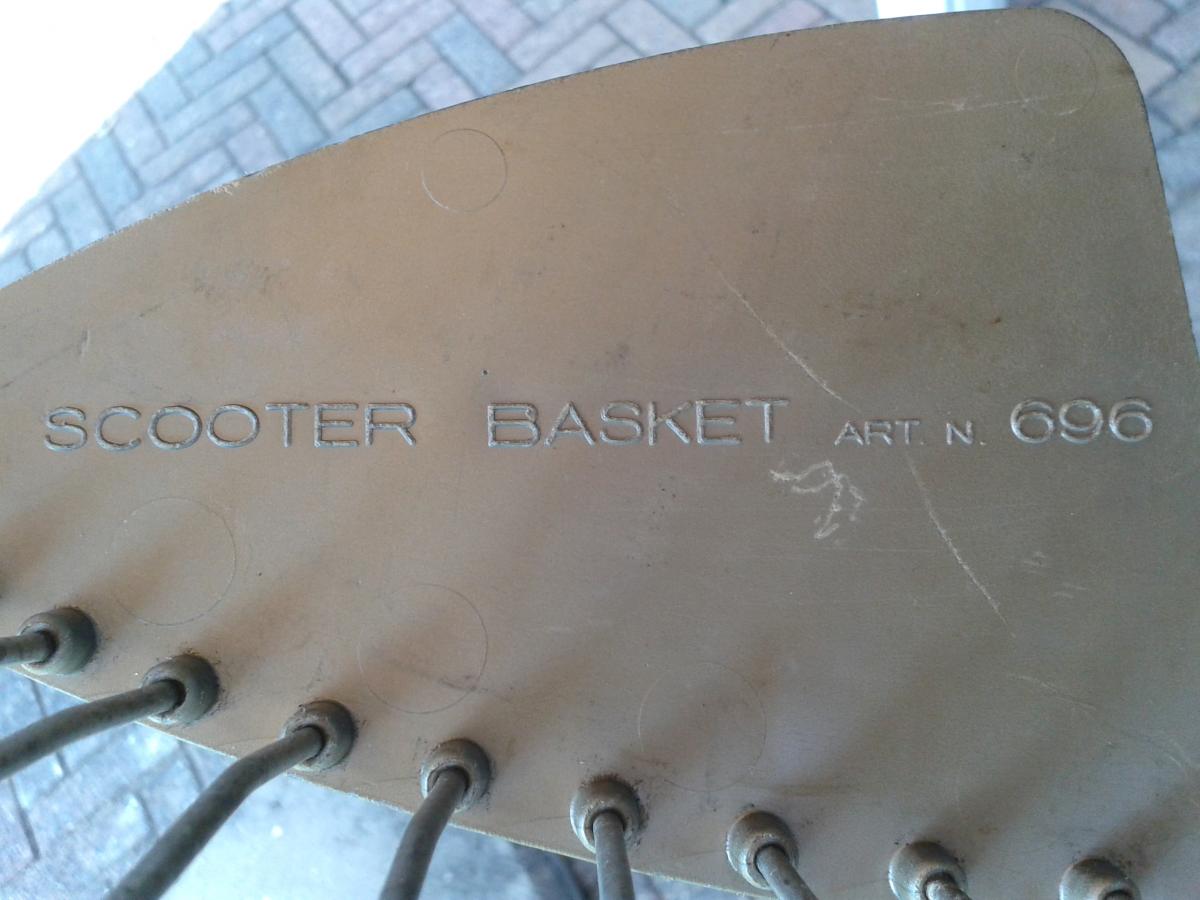 SCOOTER BASKET ART. N. 696